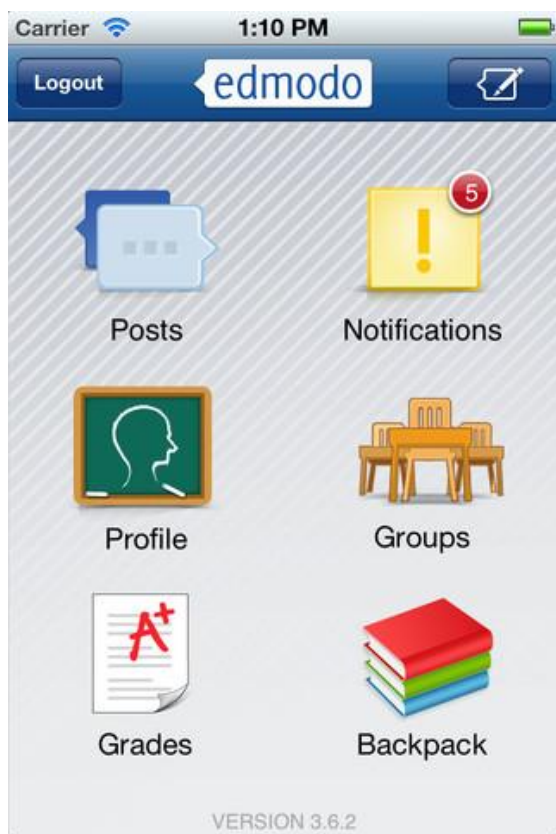 Carrier 1:10 PM
Logout edmodo
5
Posts Notifications
Profile Groups
A+
Grades Backpack
VERSION 3.6.2